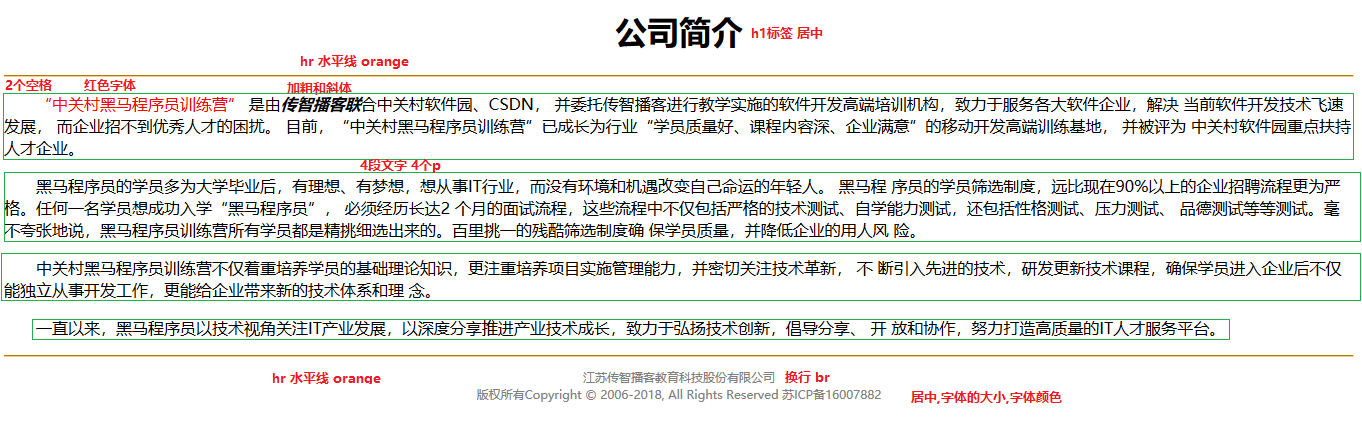 公司简介 h1标签 居中
hr 水平线 orange
2个空格 红色字体 加粗和斜体
“中关村黑马程序员训练营” 是由传智播客联合中关村软件园、CSDN， 并委托传智播客进行教学实施的软件开发高端培训机构，致力于服务各大软件企业，解决 当前软件开发技术飞速
发展， 而企业招不到优秀人才的困扰。 目前，“中关村黑马程序员训练营”已成长为行业“学员质量好、课程内容深、企业满意”的移动开发高端训练基地， 并被评为 中关村软件园重点扶持
人才企业。
4段文字 4个p
黑马程序员的学员多为大学毕业后，有理想、有梦想，想从事IT行业，而没有环境和机遇改变自己命运的年轻人。 黑马程 序员的学员筛选制度，远比现在90%以上的企业招聘流程更为严
格。任何一名学员想成功入学“黑马程序员”， 必须经历长达2 个月的面试流程，这些流程中不仅包括严格的技术测试、自学能力测试，还包括性格测试、压力测试、 品德测试等等测试。毫
不夸张地说，黑马程序员训练营所有学员都是精挑细选出来的。百里挑一的残酷筛选制度确 保学员质量，并降低企业的用人风 险。
中关村黑马程序员训练营不仅着重培养学员的基础理论知识，更注重培养项目实施管理能力，并密切关注技术革新， 不 断引入先进的技术，研发更新技术课程，确保学员进入企业后不仅
能独立从事开发工作，更能给企业带来新的技术体系和理 念。
一直以来，黑马程序员以技术视角关注IT产业发展，以深度分享推进产业技术成长，致力于弘扬技术创新，倡导分享、 开 放和协作，努力打造高质量的IT人才服务平台。
hr 水平线 orange 江苏传智播客教育科技股份有限公司 换行 br
版权所有Copyright © 2006-2018, All Rights Reserved 苏ICP备16007882 居中,字体的大小,字体颜色